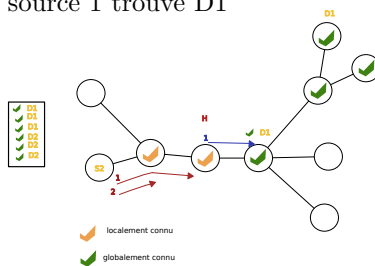 source 1 trouve D1
D1
D1
D1
D1
D2
D2
D2
H
1
D1
S2
1
2
localement connu
globalement connu